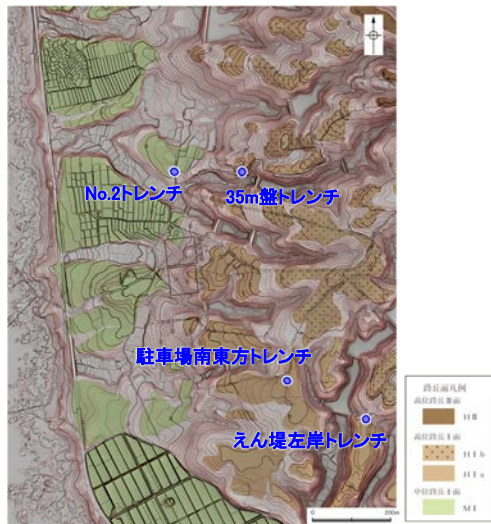 No.2トレンチ
35m盤トレンチ
駐車場南東方トレンチ
えん堤左岸トレンチ
0 200m
段丘面凡例
高位段丘Ⅱ面
HⅡ
高位段丘Ⅰ面
HⅠb
HⅠa
中位段丘Ⅰ面
MⅠ